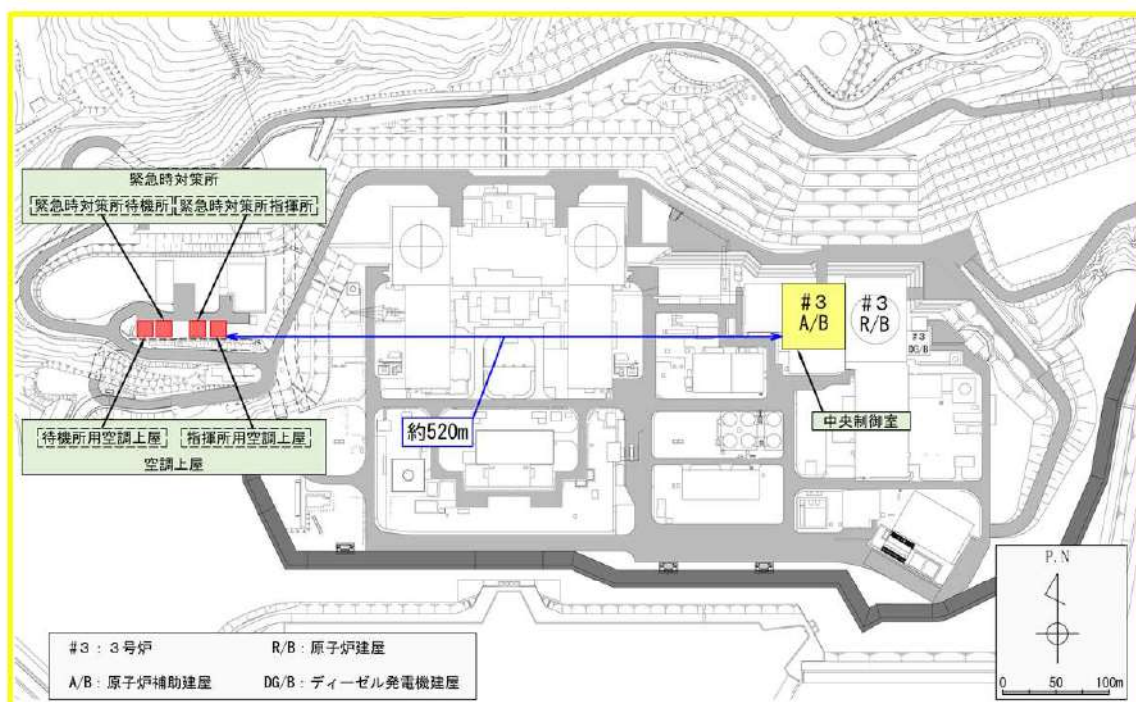 緊急時対策所
緊急時対策所待機所
緊急時対策所指揮所
待機所用空調上屋
指揮所用空調上屋
空調上屋
約520m
#3
A/B
#3
R/B
#3
DG/B
中央制御室
P.N
0 50 100m
#3：3号炉
R/B：原子炉建屋
A/B：原子炉補助建屋
DG/B：ディーゼル発電機建屋